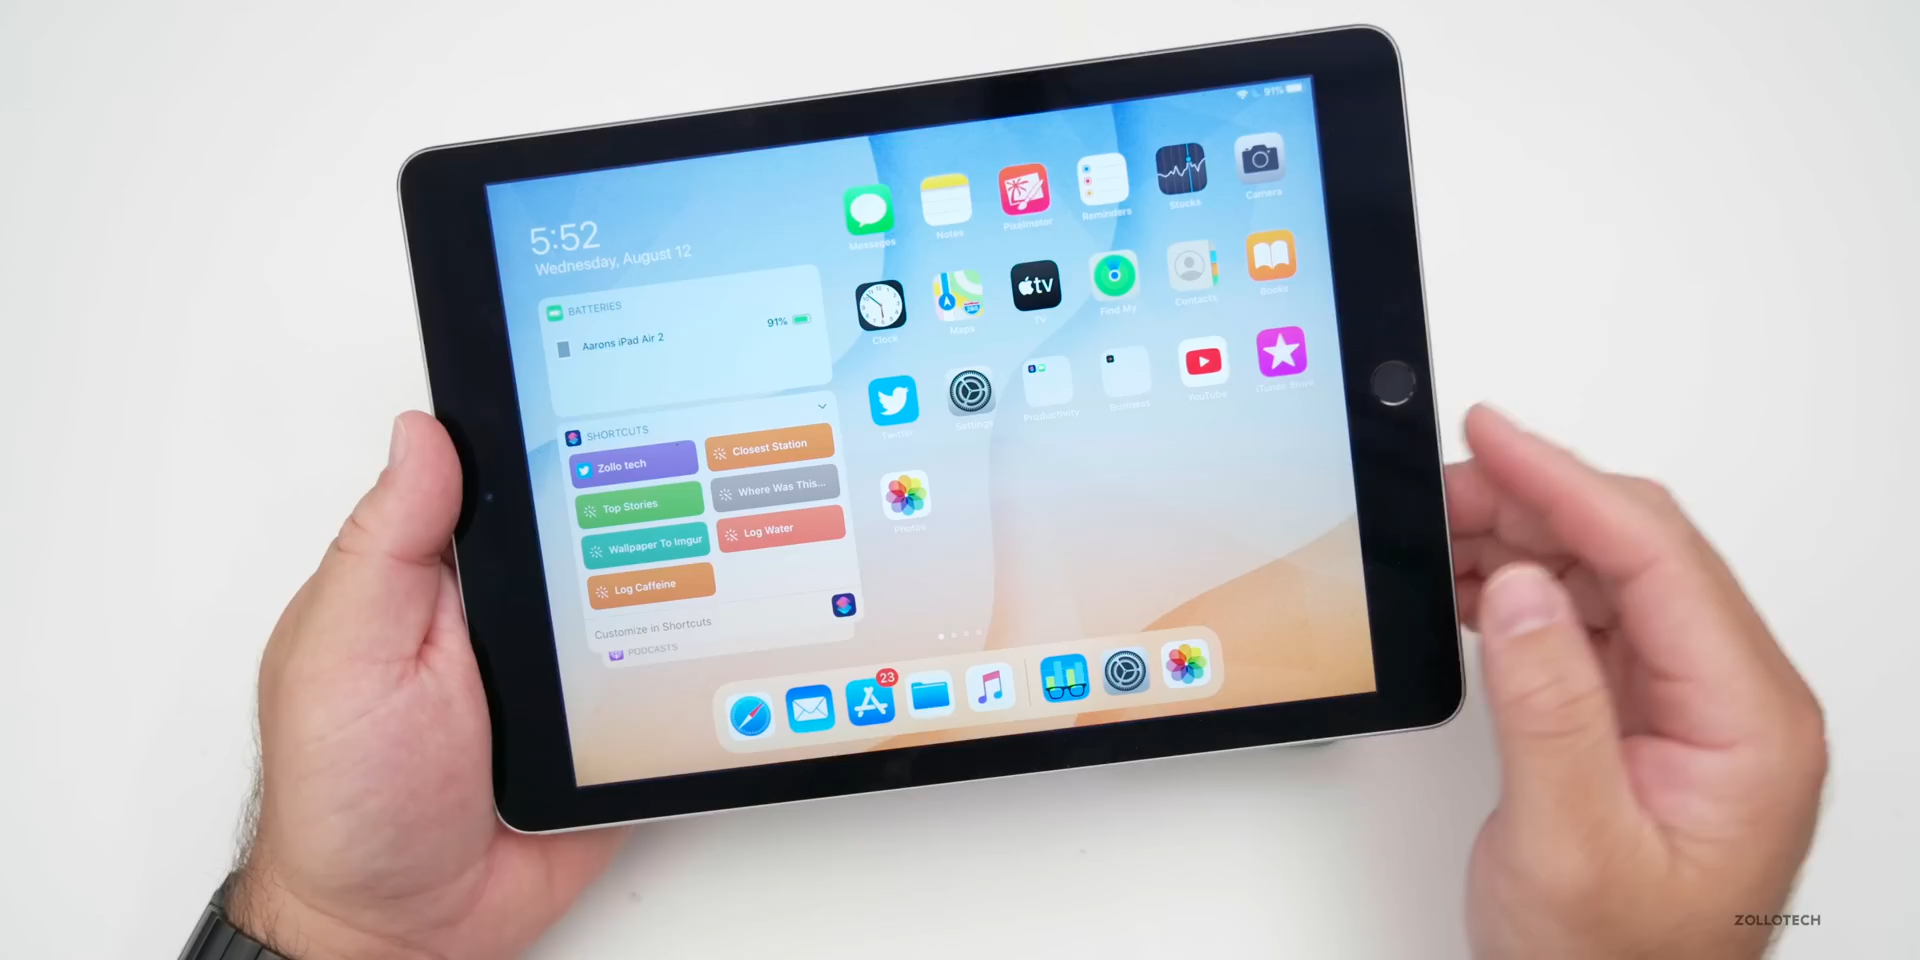 91%
5:52
Wednesday, August 12
BATTERIES
Aarons iPad Air 2
91%
SHORTCUTS
Zollo tech
Closest Station
Top Stories
Where Was This...
Wallpaper To Imgur
Log Water
Log Caffeine
Customize in Shortcuts
PODCASTS
Messages
Notes
Pixelmator
Reminders
Stocks
Camera
Clock
Maps
tv
TV
Find My
Contacts
Books
Twitter
Settings
Productivity
Business
YouTube
iTunes Store
Photos
23
ZOLLOTECH